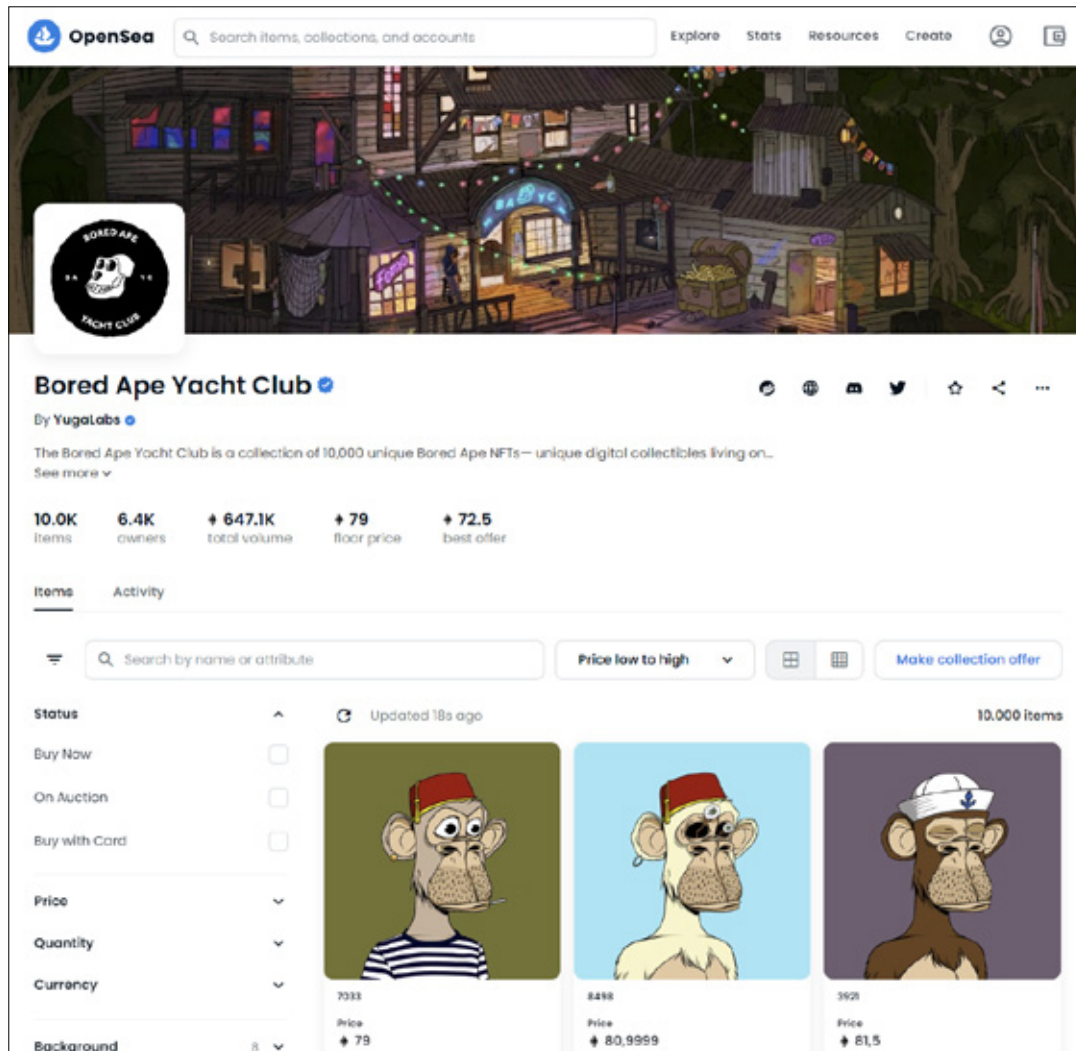 OpenSea
Search items, collections, and accounts
Explore
Stats
Resources
Create
BAYC
BORED APE
BA YC
YACHT CLUB
Bored Ape Yacht Club
By YugaLabs
The Bored Ape Yacht Club is a collection of 10,000 unique Bored Ape NFTs— unique digital collectibles living on...
See more
10.0K 6.4K 647.1K 79 72.5
items owners total volume floor price best offer
Items Activity
Search by name or attribute
Price low to high
Make collection offer
Status
Updated 18s ago
10.000 items
Buy Now
On Auction
Buy with Card
Price
Quantity
Currency
Background 8
7033 8498 3921
Price Price Price
79 80,9999 81,5